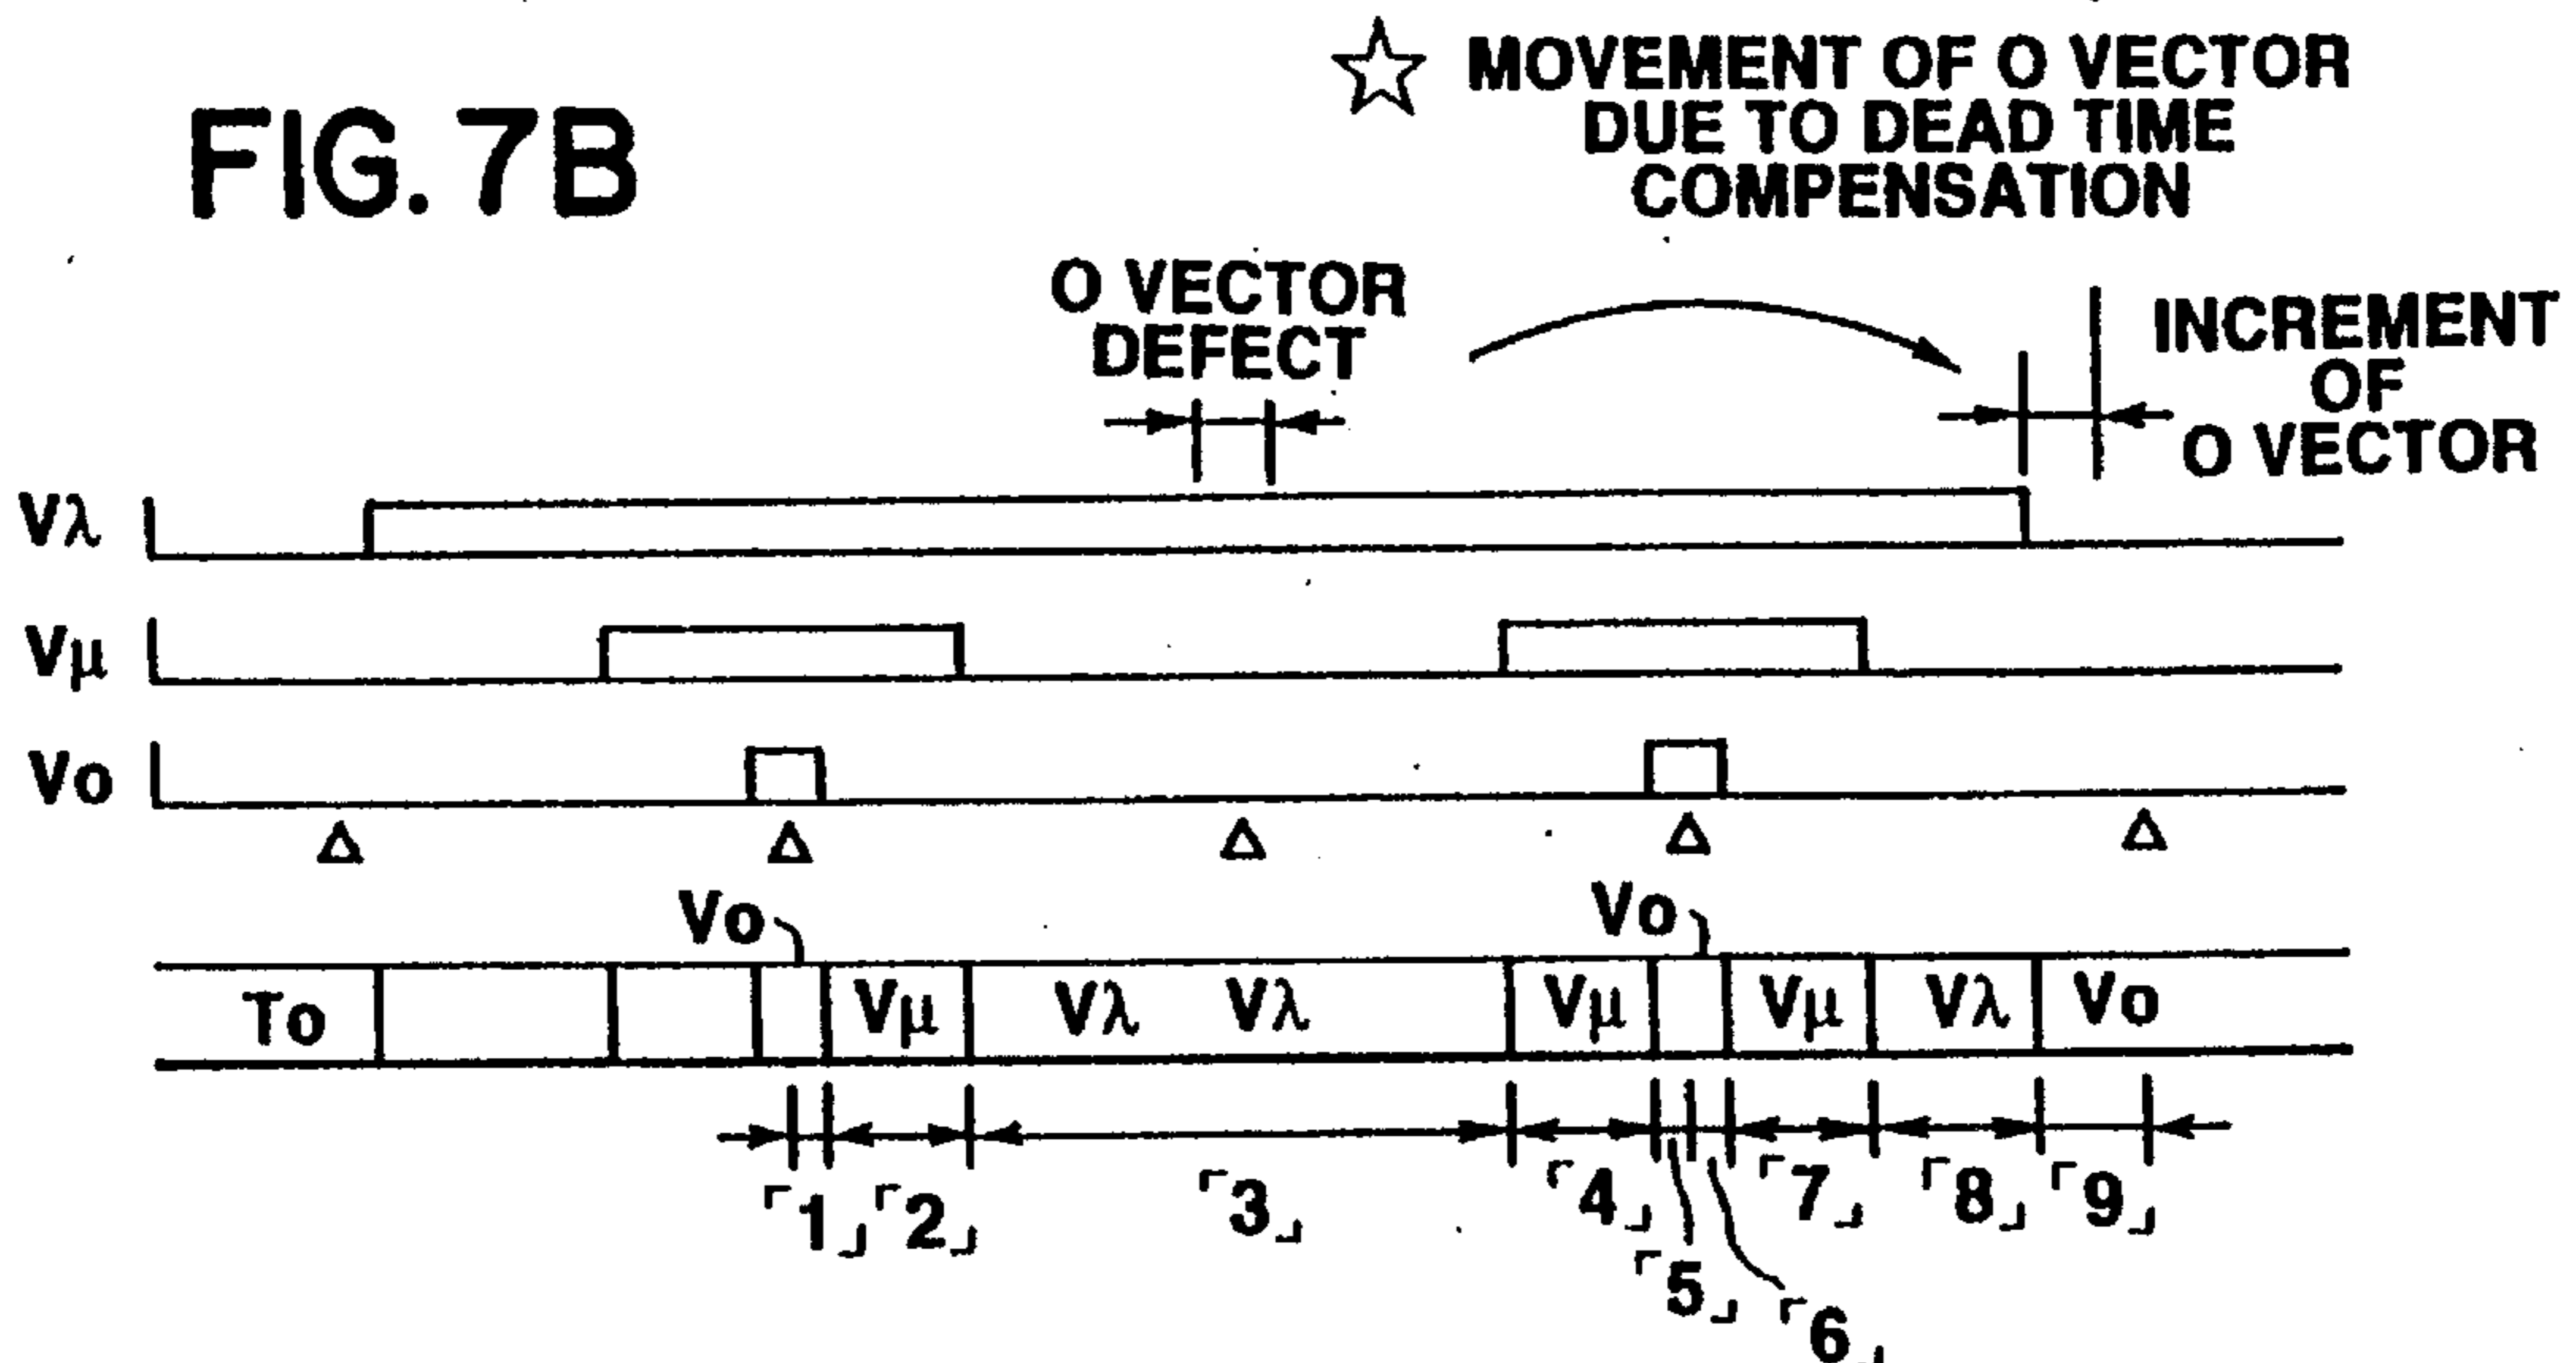 FIG. 7B
☆ MOVEMENT OF O VECTOR
DUE TO DEAD TIME
COMPENSATION
O VECTOR
DEFECT
INCREMENT
OF
O VECTOR
Vλ
Vμ
Vo
Δ Δ Δ Δ Δ
Vo Vo
To Vμ Vλ Vλ Vμ Vμ Vλ Vo
「1」 「2」 「3」 「4」 「7」 「8」 「9」
「5」 「6」